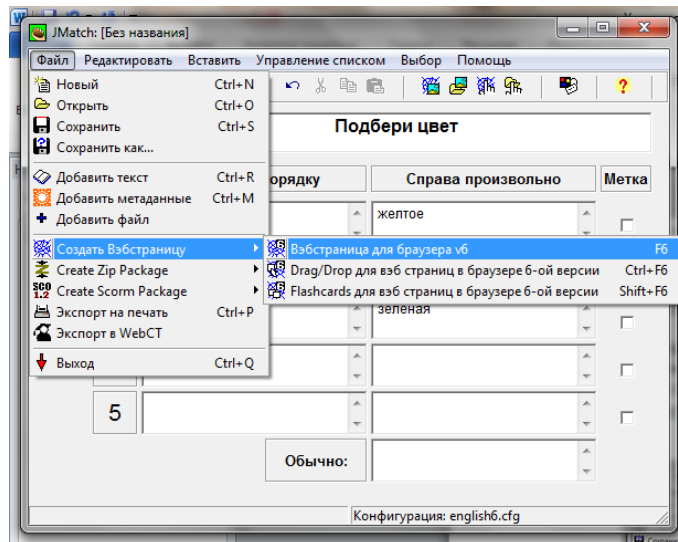 JMatch: [Без названия]
Файл Редактировать Вставить Управление списком Выбор Помощь
Новый Ctrl+N
Открыть Ctrl+O
Сохранить Ctrl+S
Сохранить как...
Подбери цвет
Добавить текст Ctrl+R
Добавить метаданные Ctrl+M
Добавить файл
орядку Справа произвольно Метка
желтое
Создать Вэбстраницу
Вэбстраница для браузера v6 F6
Create Zip Package
Drag/Drop для вэб страниц в браузере 6-ой версии Ctrl+F6
Create Scorm Package
Flashcards для вэб страниц в браузере 6-ой версии Shift+F6
Экспорт на печать Ctrl+P
зеленая
Экспорт в WebCT
Выход Ctrl+Q
5
Обычно:
Конфигурация: english6.cfg